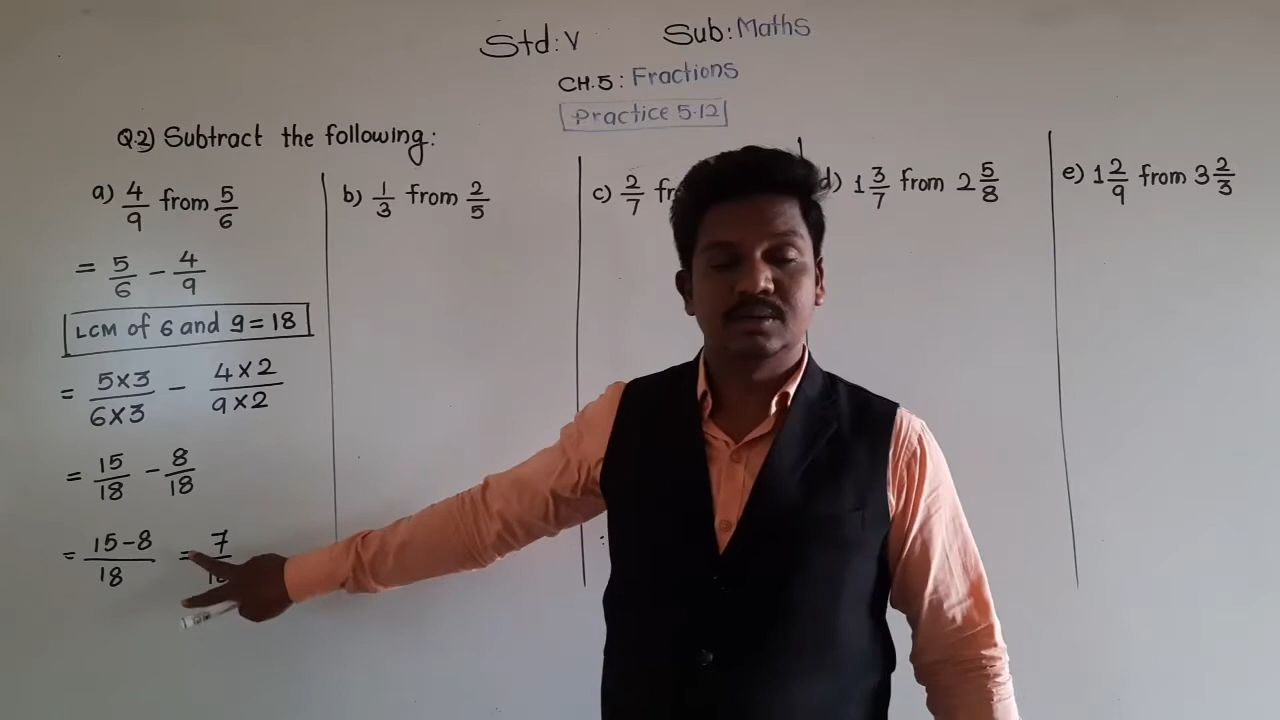 Std: V Sub: Maths
CH.5: Fractions
Practice 5.12
Q.2) Subtract the following:
a) 4/9 from 5/6
= 5/6 - 4/9
LCM of 6 and 9 = 18
= 5×3/6×3 - 4×2/9×2
= 15/18 - 8/18
= 15-8/18 = 7/
b) 1/3 from 2/5
c) 2/7
d) 1 3/7 from 2 5/8
e) 1 2/9 from 3 2/3